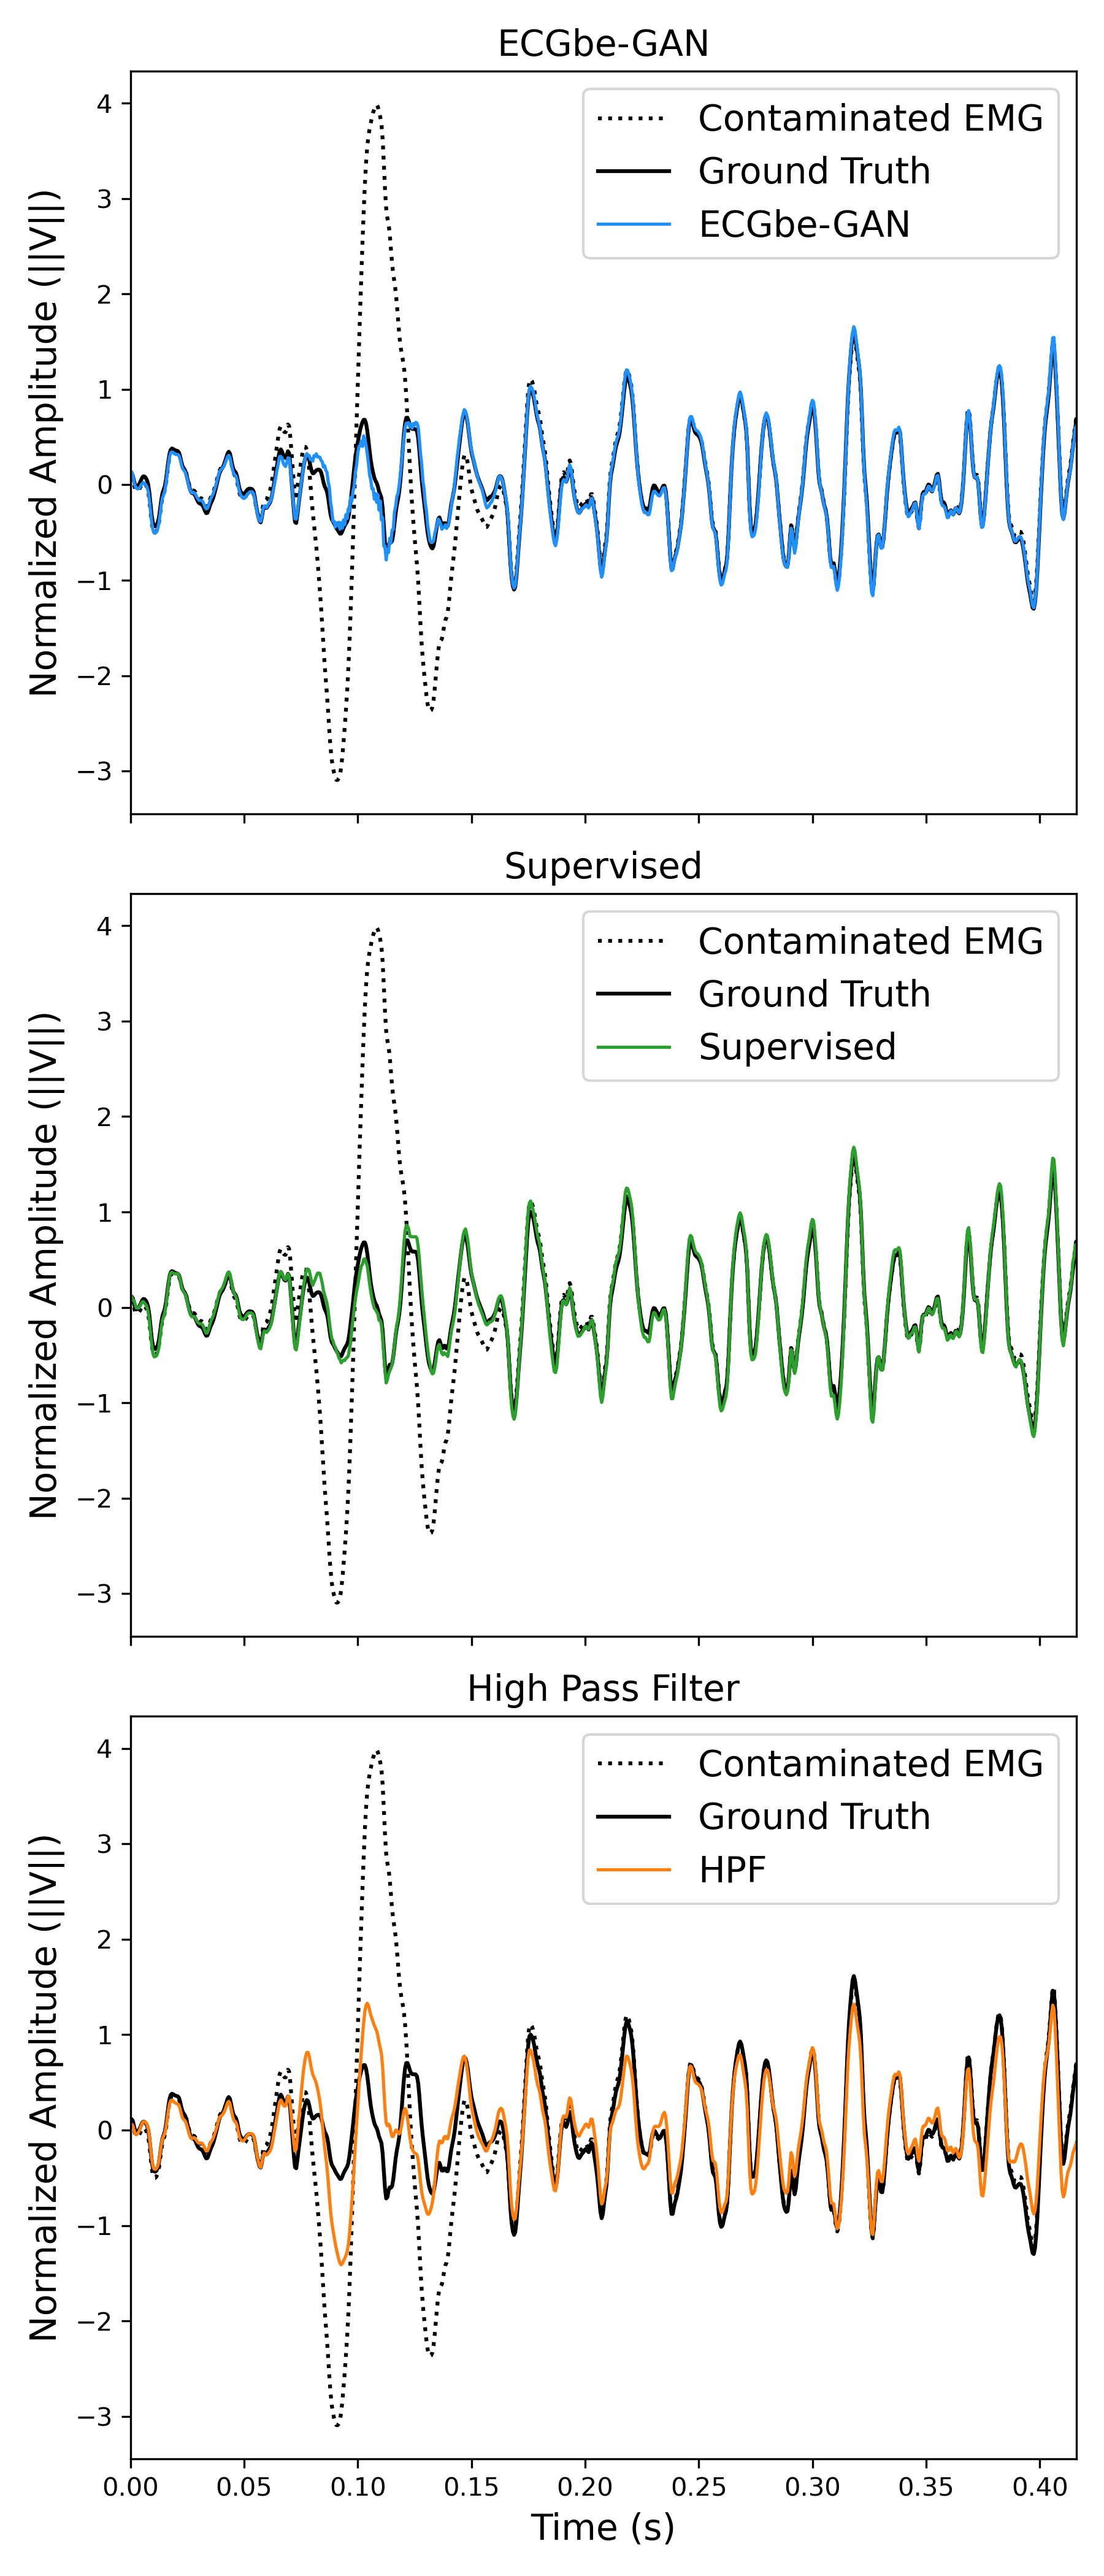 ECGbe-GAN
4
3
2
1
0
−1
−2
−3
Normalized Amplitude (||V||)
Contaminated EMG
Ground Truth
ECGbe-GAN
Supervised
4
3
2
1
0
−1
−2
−3
Normalized Amplitude (||V||)
Contaminated EMG
Ground Truth
Supervised
High Pass Filter
4
3
2
1
0
−1
−2
−3
Normalized Amplitude (||V||)
Contaminated EMG
Ground Truth
HPF
0.00 0.05 0.10 0.15 0.20 0.25 0.30 0.35 0.40
Time (s)